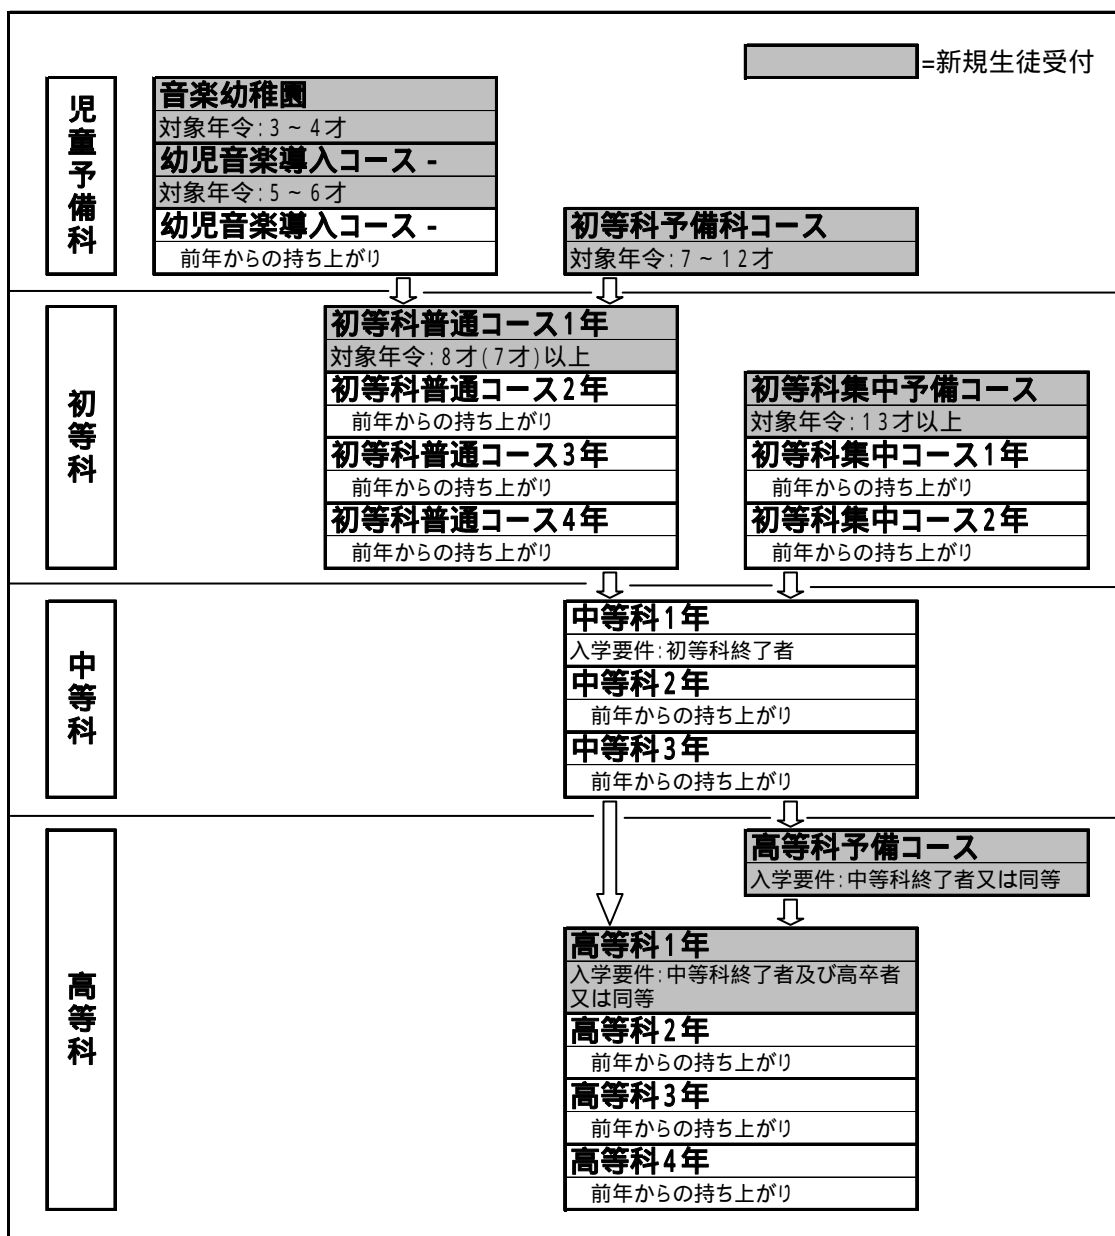 =新規生徒受付
児童予備科
音楽幼稚園
対象年令:3~4才
幼児音楽導入コース-
対象年令:5~6才
幼児音楽導入コース-
前年からの持ち上がり
初等科予備科コース
対象年令:7~12才
初等科
初等科普通コース1年
対象年令:8才(7才)以上
初等科普通コース2年
前年からの持ち上がり
初等科普通コース3年
前年からの持ち上がり
初等科普通コース4年
前年からの持ち上がり
初等科集中予備コース
対象年令:13才以上
初等科集中コース1年
前年からの持ち上がり
初等科集中コース2年
前年からの持ち上がり
中等科
中等科1年
入学要件:初等科終了者
中等科2年
前年からの持ち上がり
中等科3年
前年からの持ち上がり
高等科
高等科予備コース
入学要件:中等科終了者又は同等
高等科1年
入学要件:中等科終了者及び高卒者
又は同等
高等科2年
前年からの持ち上がり
高等科3年
前年からの持ち上がり
高等科4年
前年からの持ち上がり